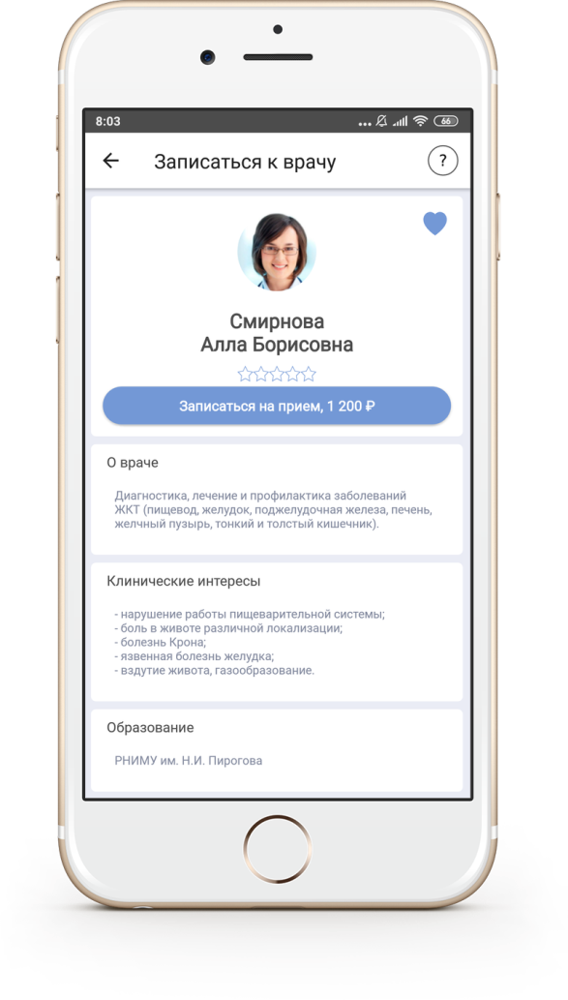 8:03
66
Записаться к врачу
?
Смирнова
Алла Борисовна
Записаться на прием, 1 200 ₽
О враче
Диагностика, лечение и профилактика заболеваний
ЖКТ (пищевод, желудок, поджелудочная железа, печень,
желчный пузырь, тонкий и толстый кишечник).
Клинические интересы
- нарушение работы пищеварительной системы;
- боль в животе различной локализации;
- болезнь Крона;
- язвенная болезнь желудка;
- вздутие живота, газообразование.
Образование
РНИМУ им. Н.И. Пирогова